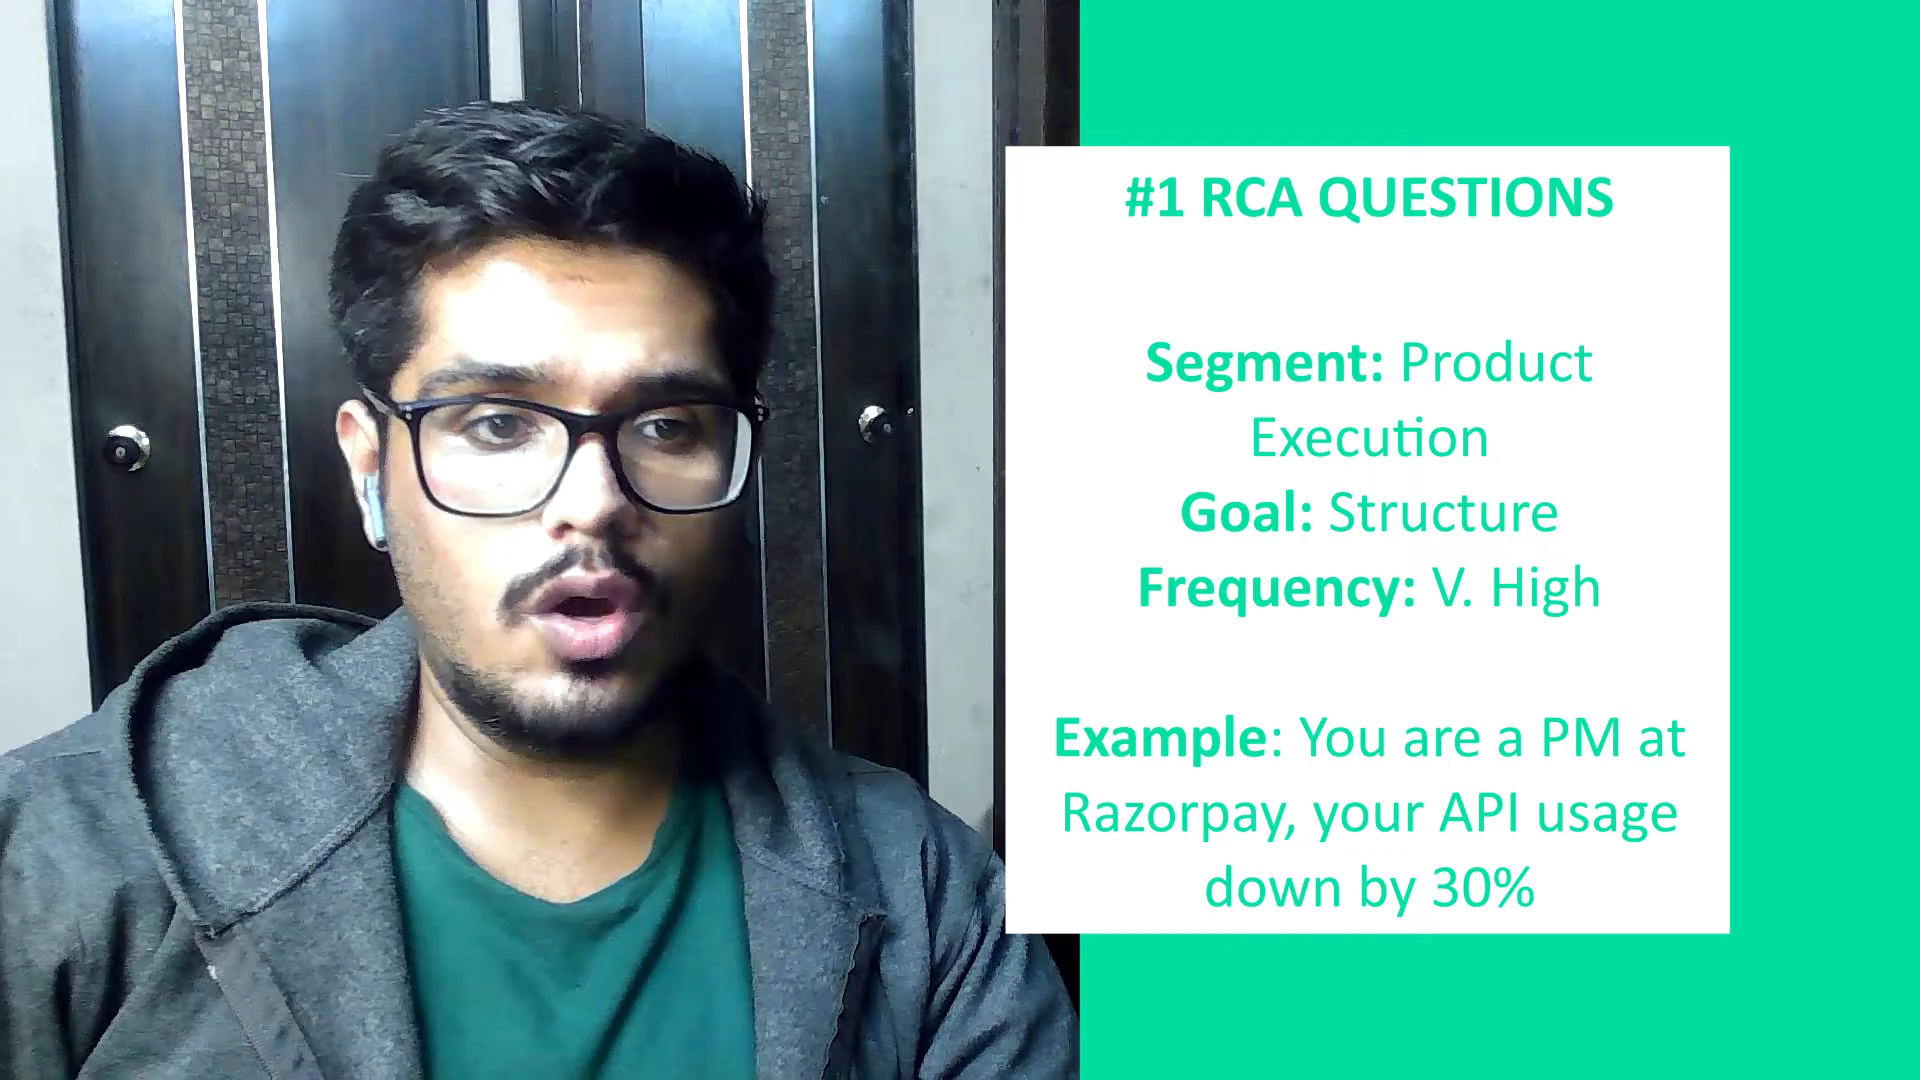 #1 RCA QUESTIONS
Segment: Product
Execution
Goal: Structure
Frequency: V. High
Example: You are a PM at
Razorpay, your API usage
down by 30%